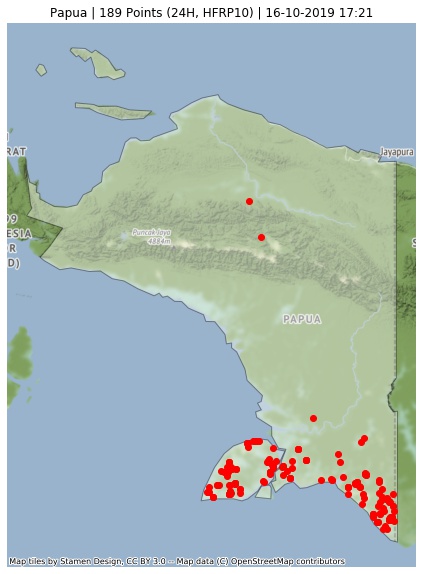 Papua | 189 Points (24H, HFRP10) | 16-10-2019 17:21
Jayapura
RAT
Puncak Jaya
4884m
ESIA
R
D)
PAPUA
Map tiles by Stamen Design, CC BY 3.0 -- Map data (C) OpenStreetMap contributors